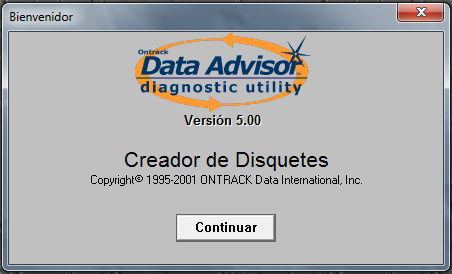 Bienvenidor
Ontrack
Data Advisor
diagnostic utility
Versión 5.00
Creador de Disquetes
Copyright© 1995-2001 ONTRACK Data International, Inc.
Continuar